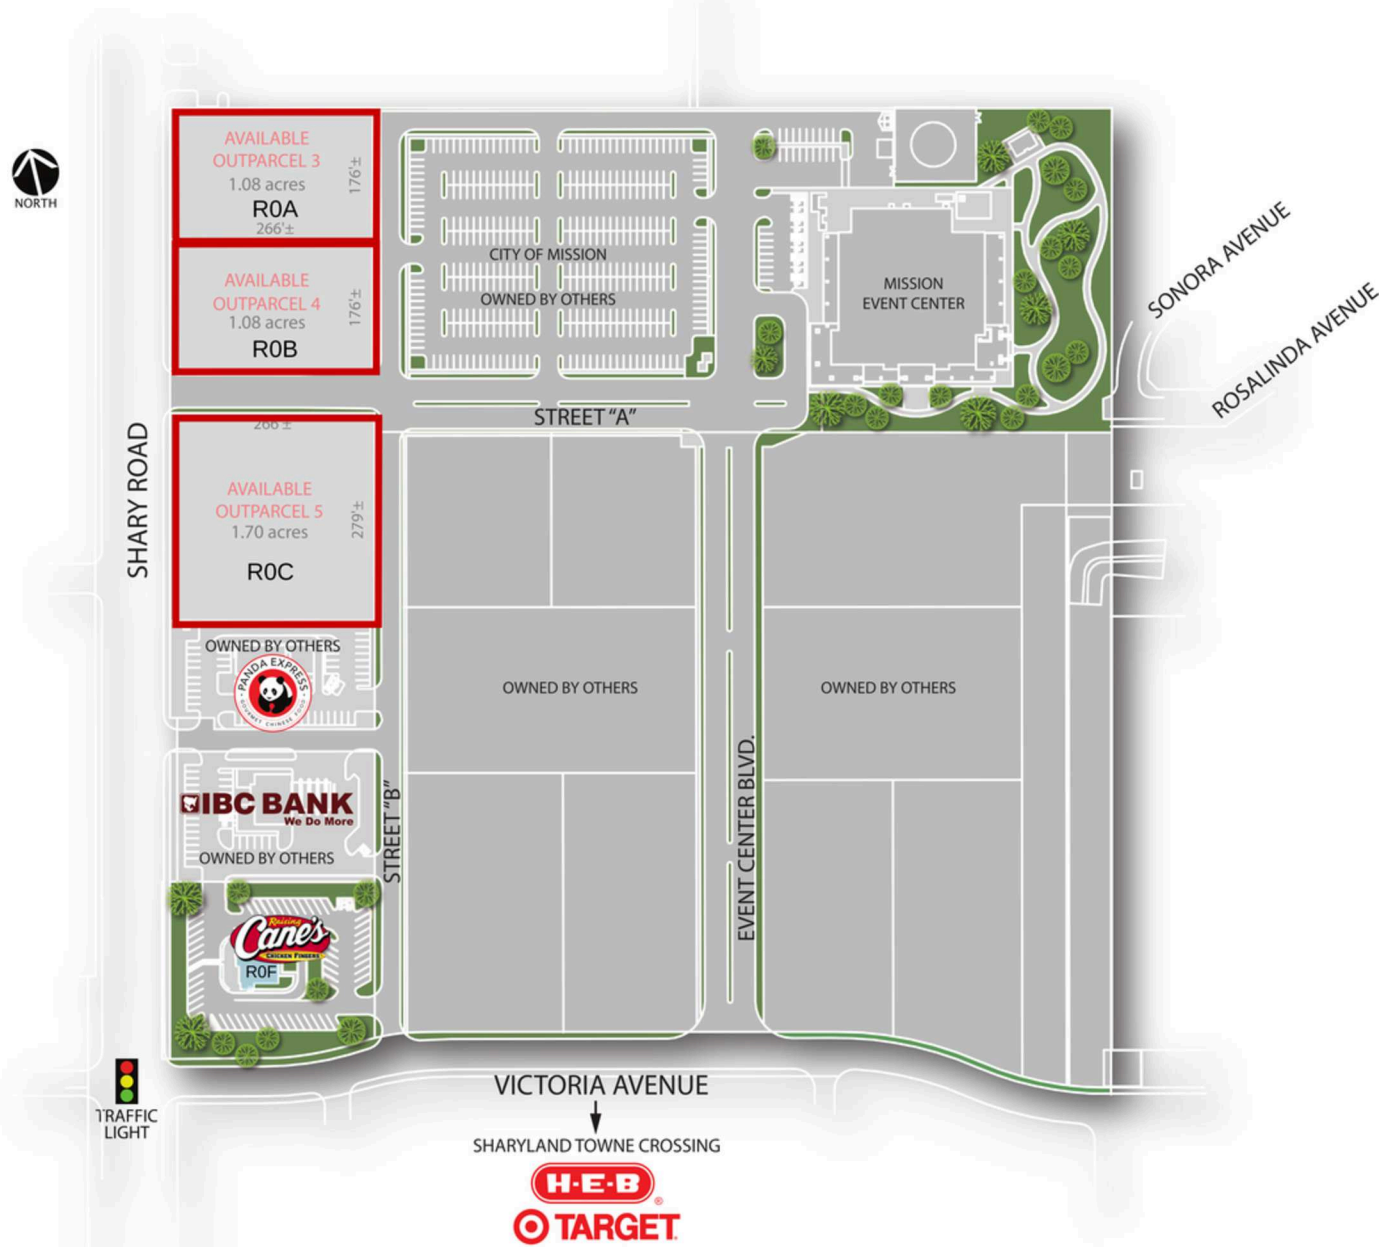 AVAILABLE
OUTPARCEL 3
1.08 acres
R0A
266'±
176'±
NORTH
AVAILABLE
OUTPARCEL 4
1.08 acres
R0B
176'±
CITY OF MISSION
OWNED BY OTHERS
MISSION
EVENT CENTER
SONORA AVENUE
ROSALINDA AVENUE
STREET "A"
SHARY ROAD
266'±
AVAILABLE
OUTPARCEL 5
1.70 acres
R0C
279'±
OWNED BY OTHERS
PANDA EXPRESS
GOURMET CHINESE FOOD
OWNED BY OTHERS
OWNED BY OTHERS
IBC BANK
We Do More
OWNED BY OTHERS
STREET "B"
EVENT CENTER BLVD.
Raising
Cane's
CHICKEN FINGERS
R0F
TRAFFIC
LIGHT
VICTORIA AVENUE
SHARYLAND TOWNE CROSSING
H-E-B
®
TARGET